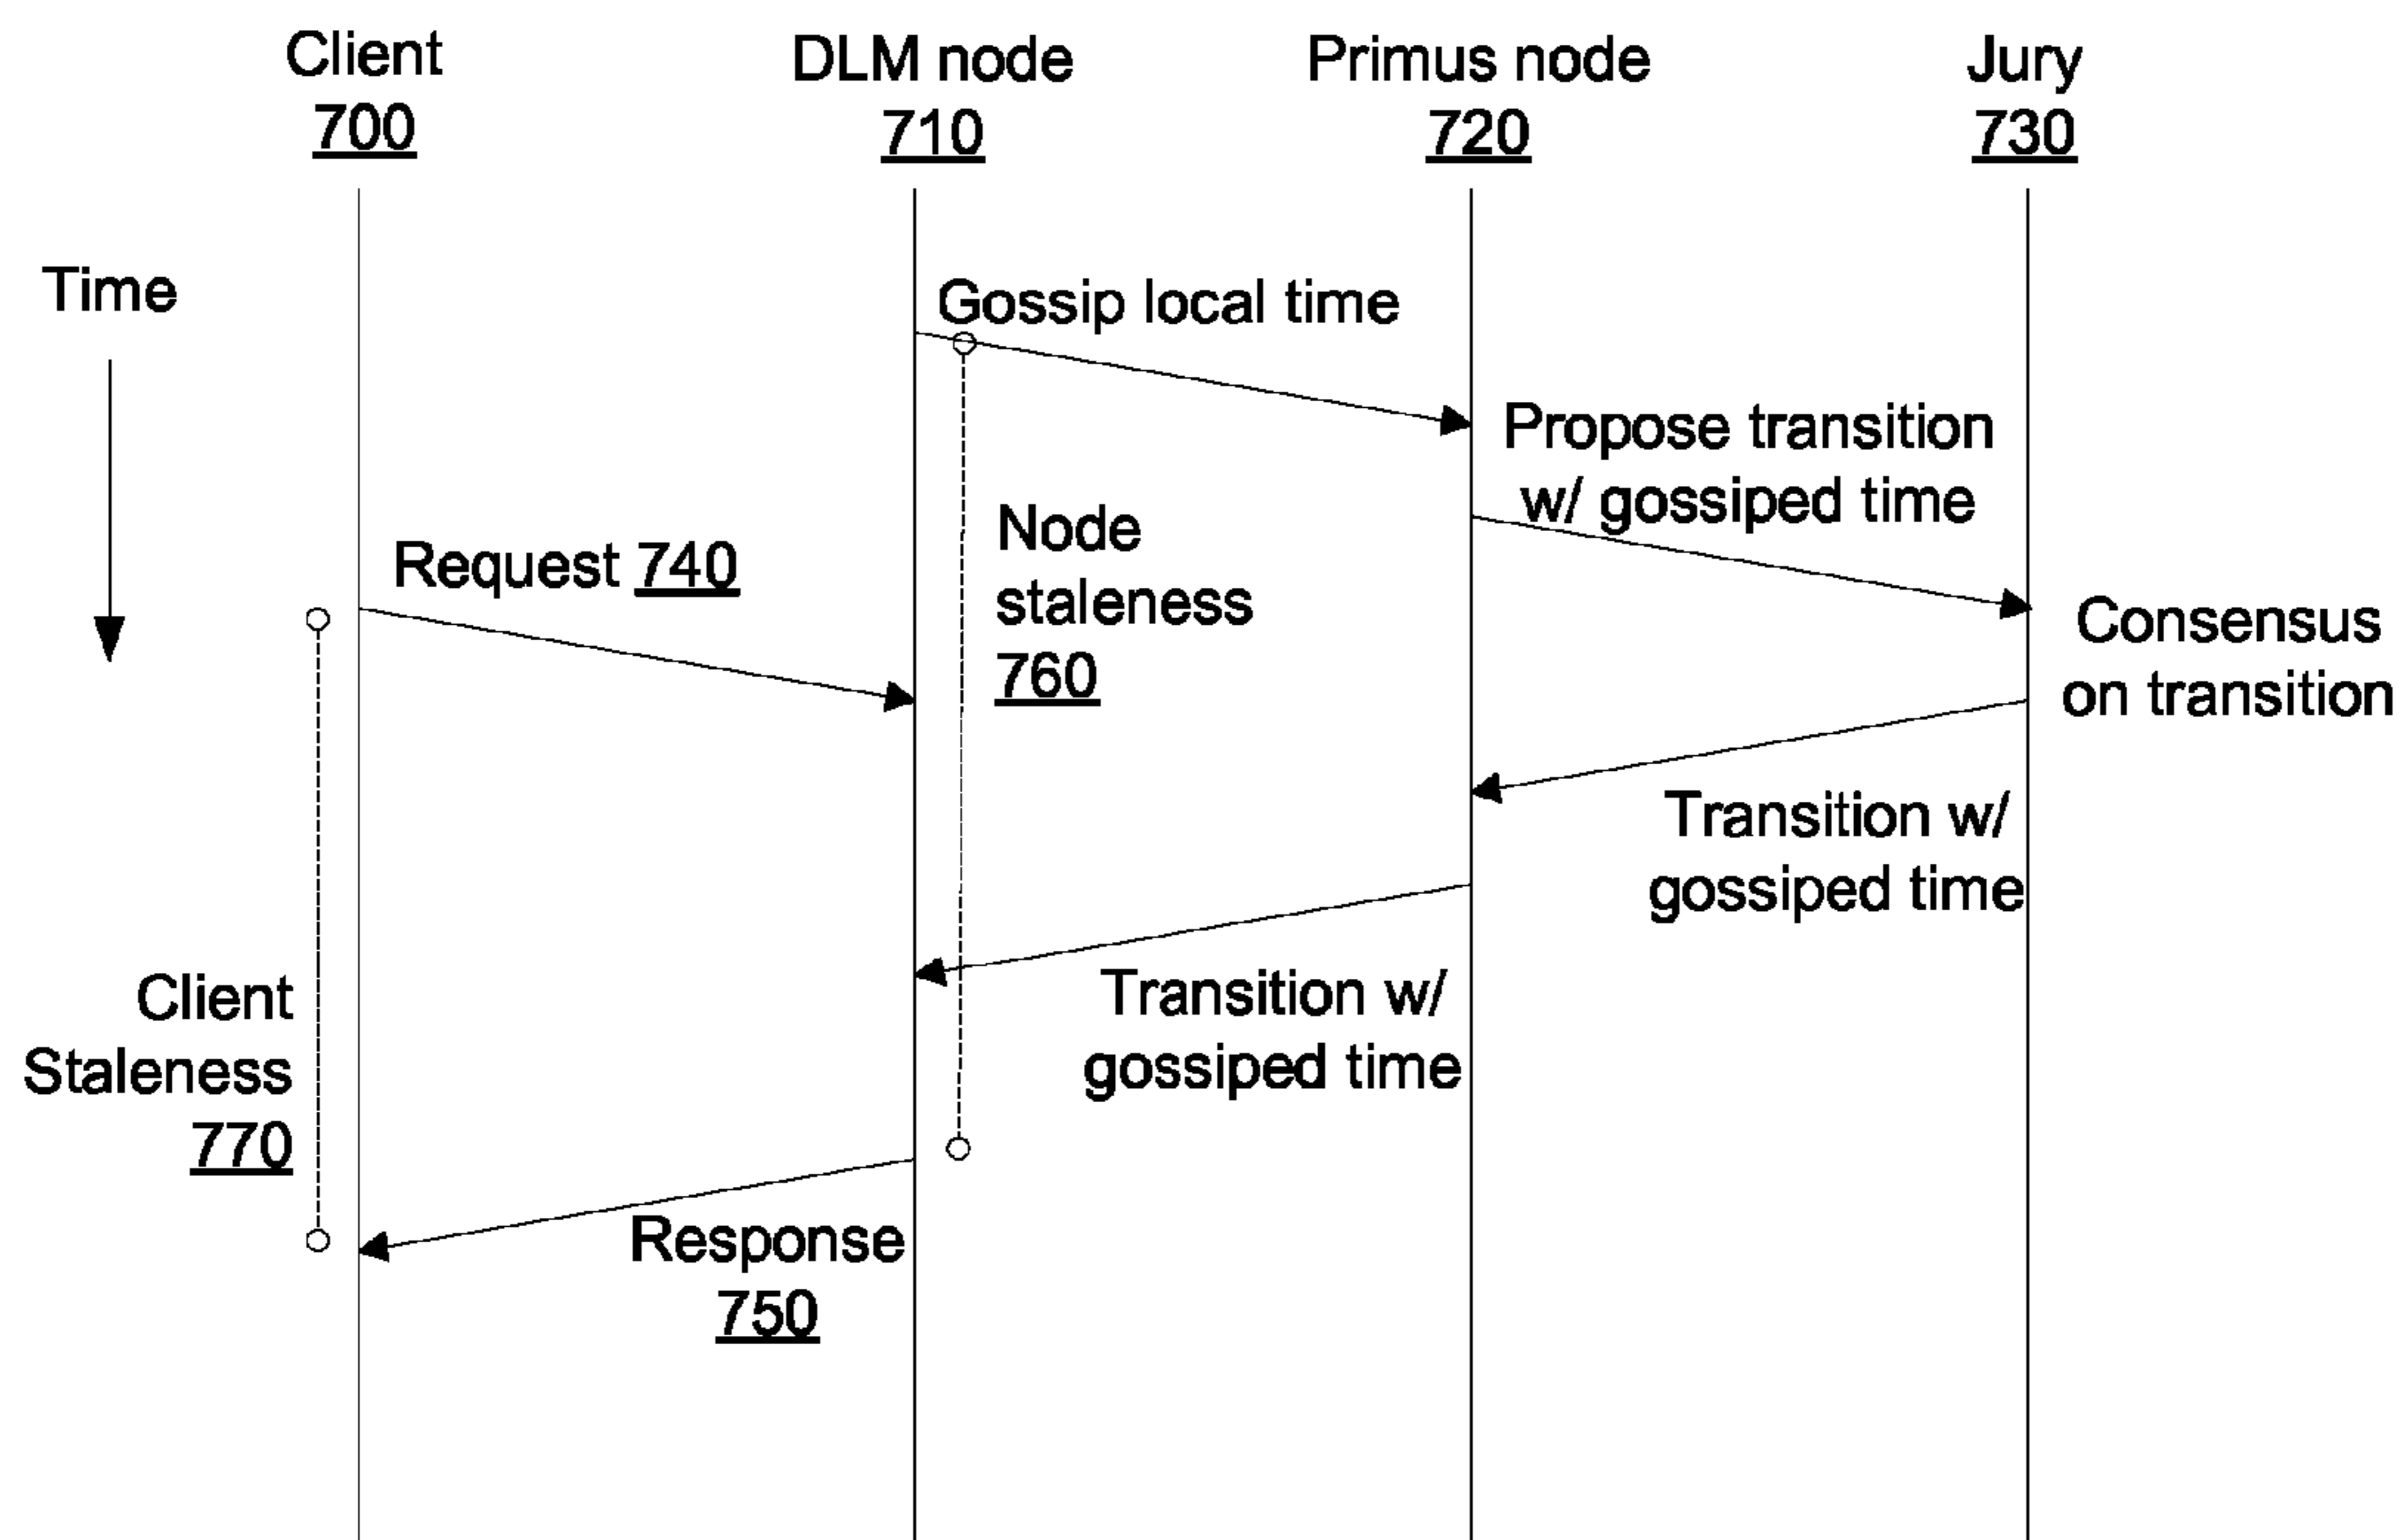 Client
700
DLM node
710
Primus node
720
Jury
730
Time
Gossip local time
Propose transition
w/ gossiped time
Node
staleness
760
Request 740
Consensus
on transition
Transition w/
gossiped time
Transition w/
gossiped time
Client
Staleness
770
Response
750